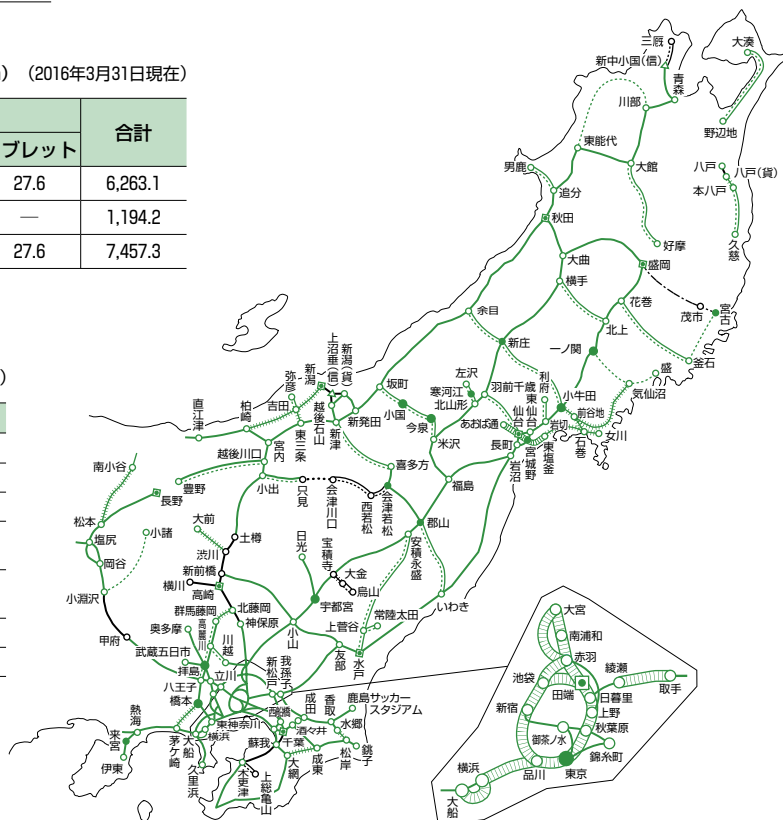 ）（2016年3月31日現在）
ブレット
合計
27.6
6,263.1
―
1,194.2
27.6
7,457.3
）
三厩
大湊
新中小国(信)
青森
川部
野辺地
東能代
大館
男鹿
八戸
八戸(貨)
本八戸
追分
秋田
久慈
好摩
大曲
盛岡
横手
花巻
茂市
宮古
余目
北上
新庄
一ノ関
釜石
盛
気仙沼
上沼垂(信)
新潟(貨)
新潟
弥彦
吉田
柏崎
直江津
越後石山
新発田
新津
東三条
宮内
越後川口
坂町
小国
今泉
米沢
左沢
寒河江
北山形
羽前千歳
利府
東仙台
仙台
あおば通
小牛田
前谷地
岩切
長町
宮城野
東塩釜
石巻
女川
岩沼
南小谷
豊野
長野
小出
只見
会津川口
西若松
会津若松
喜多方
福島
郡山
松本
塩尻
岡谷
小諸
大前
土樽
渋川
新前橋
横川
高崎
日光
宝積寺
大金
烏山
安積永盛
いわき
小淵沢
甲府
群馬藤岡
北藤岡
神保原
宇都宮
小山
常陸太田
上菅谷
水戸
友部
奥多摩
高麗川
川越
武蔵五日市
拝島
立川
八王子
橋本
新松戸
我孫子
西船橋
成田
香取
鹿島サッカー
スタジアム
水郷
酒々井
銚子
松岸
成東
大網
千葉
蘇我
東神奈川
横浜
大船
茅ケ崎
久里浜
熱海
来宮
伊東
木更津
上総亀山
大宮
南浦和
赤羽
池袋
田端
綾瀬
取手
日暮里
上野
新宿
秋葉原
御茶ノ水
錦糸町
品川
東京
横浜
大船